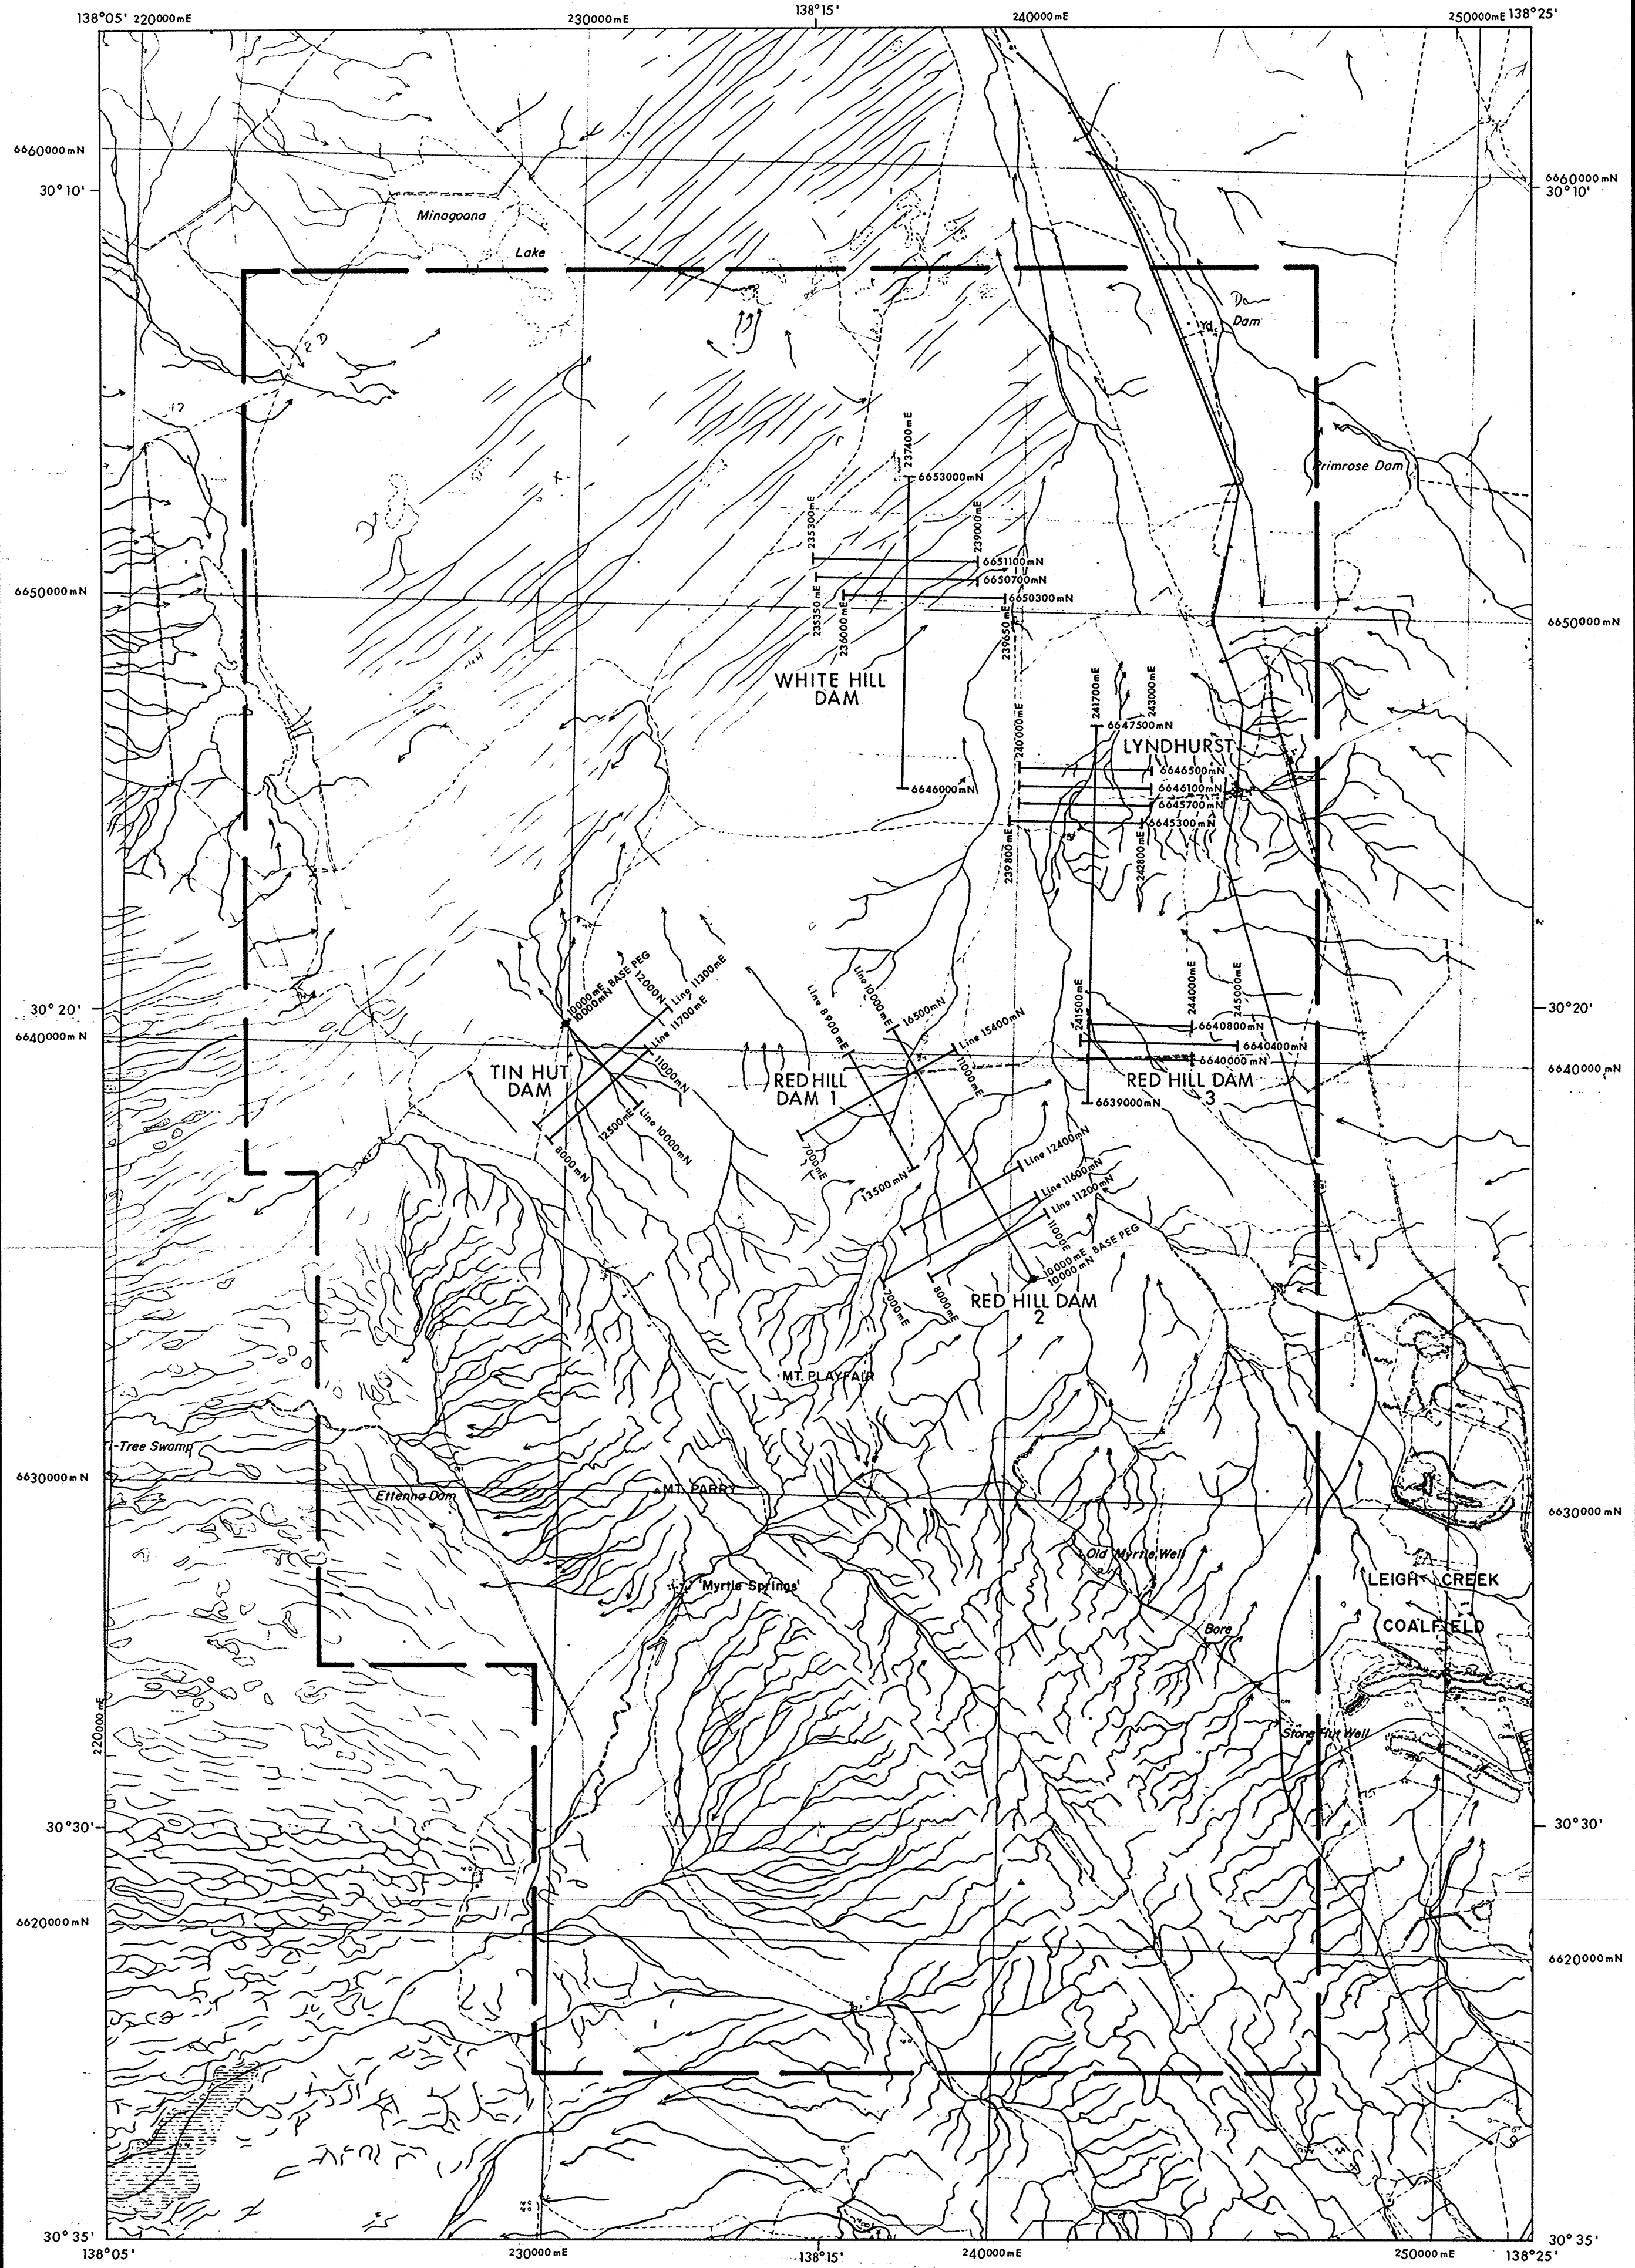 138°05' 220000mE 230000mE 138°15' 240000mE 250000mE 138°25'
6660000mN
30°10'
6660000mN
30°10'
Minagoona
Lake
Dam
Dam
Yd.
Primrose Dam
237400mE
6653000mN
235300mE
239000mE
6651100mN
6650700mN
6650300mN
6650000mN
6650000mN
235350mE
236000mE
239650mE
WHITE HILL
DAM
241700mE
243000mE
240000mE
6647500mN
LYNDHURST
6646500mN
6646100mN
6645700mN
6645300mN
6646000mN
239800mE
242800mE
10000mE BASE PEG
10000mN
12000N
Line 11300mE
Line 11700mE
11000mN
TIN HUT
DAM
12500mE
Line 10000mN
8000mN
Line 8900mE
Line 10000mE
16500mN
Line 15400mN
11000mE
RED HILL
DAM 1
7000mE
13500mN
241500mE
244000mE
245000mE
6640800mN
6640400mN
6640000mN
RED HILL DAM
3
6639000mN
30°20'
6640000mN
30°20'
6640000mN
Line 12400mN
Line 11600mN
Line 11200mN
11000E
10000mE BASE PEG
10000mN
7000mE
8000mE
RED HILL DAM
2
MT. PLAYFAIR
-Tree Swamp
6630000mN
Ettenna Dam
MT. PARRY
6630000mN
Old Myrtle Well
'Myrtle Springs'
LEIGH CREEK
COALFIELD
Bore
220000mE
Stone Hut Well
30°30'
30°30'
6620000mN
6620000mN
30°35'
30°35'
138°05' 230000mE 138°15' 240000mE 250000mE 138°25'